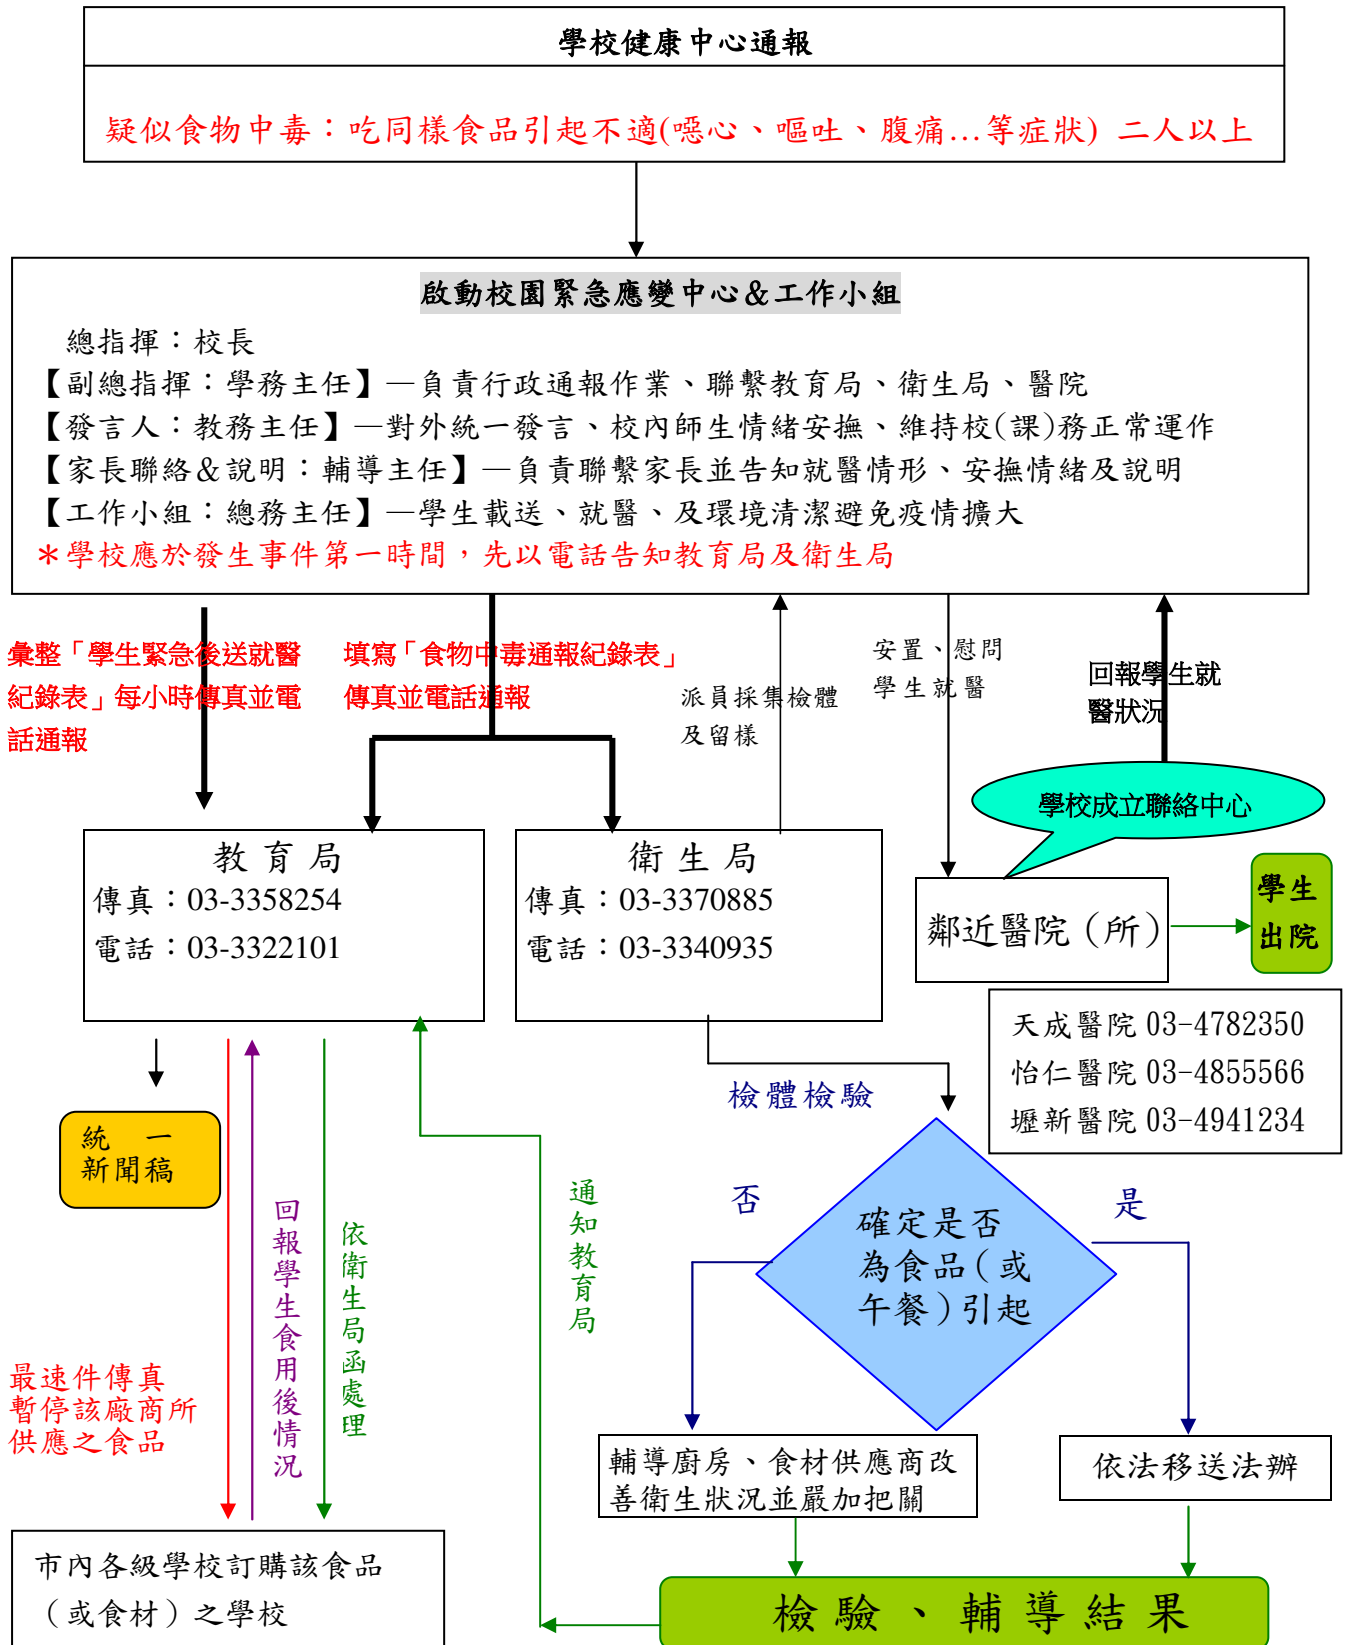 學校健康中心通報
疑似食物中毒：吃同樣食品引起不適(噁心、嘔吐、腹痛…等症狀) 二人以上
啟動校園緊急應變中心＆工作小組
總指揮：校長
【副總指揮：學務主任】—負責行政通報作業、聯繫教育局、衛生局、醫院
【發言人：教務主任】—對外統一發言、校內師生情緒安撫、維持校(課)務正常運作
【家長聯絡＆說明：輔導主任】—負責聯繫家長並告知就醫情形、安撫情緒及說明
【工作小組：總務主任】—學生載送、就醫、及環境清潔避免疫情擴大
＊學校應於發生事件第一時間，先以電話告知教育局及衛生局
彙整「學生緊急後送就醫
紀錄表」每小時傳真並電
話通報
填寫「食物中毒通報紀錄表」
傳真並電話通報
派員採集檢體
及留樣
安置、慰問
學生就醫
回報學生就
醫狀況
學校成立聯絡中心
教育局
傳真：03-3358254
電話：03-3322101
衛生局
傳真：03-3370885
電話：03-3340935
鄰近醫院（所）
學生
出院
天成醫院 03-4782350
怡仁醫院 03-4855566
壢新醫院 03-4941234
統 一
新聞稿
檢體檢驗
回報學生食用後情況
依衛生局函處理
通知教育局
否
是
確定是否
為食品（或
午餐）引起
最速件傳真
暫停該廠商所
供應之食品
輔導廚房、食材供應商改
善衛生狀況並嚴加把關
依法移送法辦
市內各級學校訂購該食品
（或食材）之學校
檢驗、輔導結果